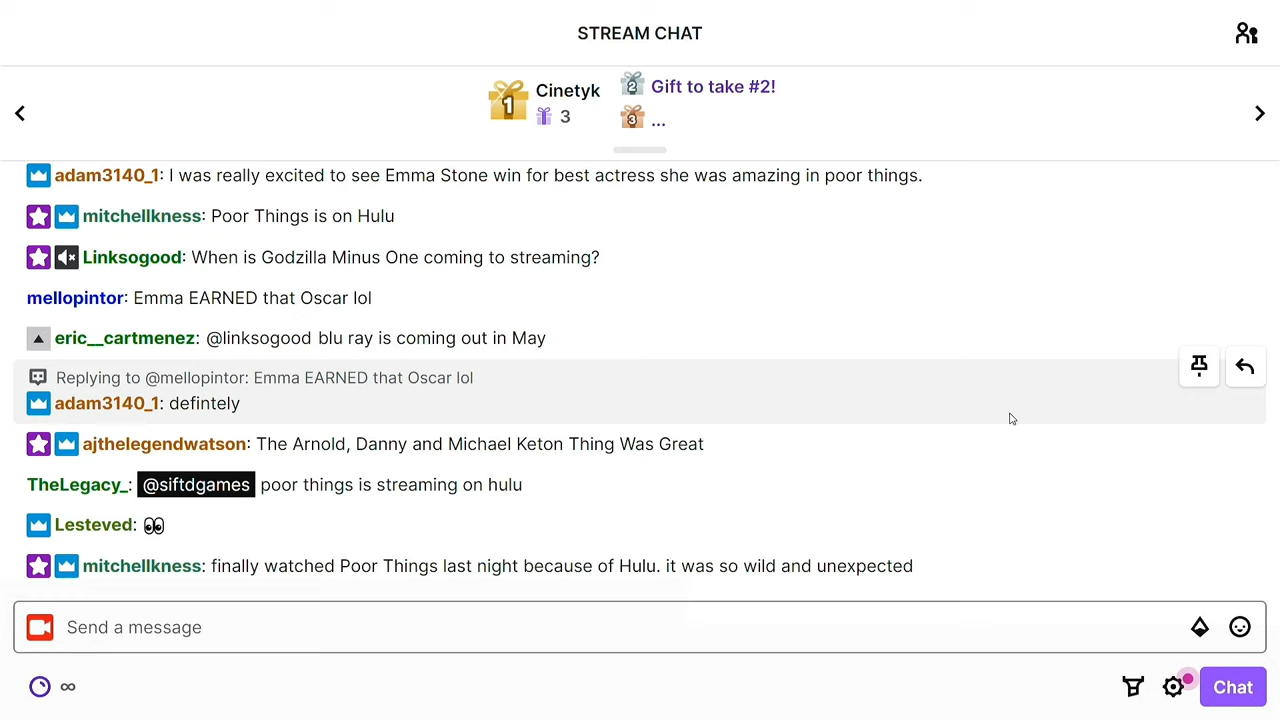 STREAM CHAT
1 Cinetyk
3
2 Gift to take #2!
3 ...
adam3140_1: I was really excited to see Emma Stone win for best actress she was amazing in poor things.
mitchellkness: Poor Things is on Hulu
Linksogood: When is Godzilla Minus One coming to streaming?
mellopintor: Emma EARNED that Oscar lol
eric__cartmenez: @linksogood blu ray is coming out in May
Replying to @mellopintor: Emma EARNED that Oscar lol
adam3140_1: defintely
ajthelegendwatson: The Arnold, Danny and Michael Keton Thing Was Great
TheLegacy_: @siftdgames poor things is streaming on hulu
Lesteved: 👀
mitchellkness: finally watched Poor Things last night because of Hulu. it was so wild and unexpected
Send a message
∞
Chat